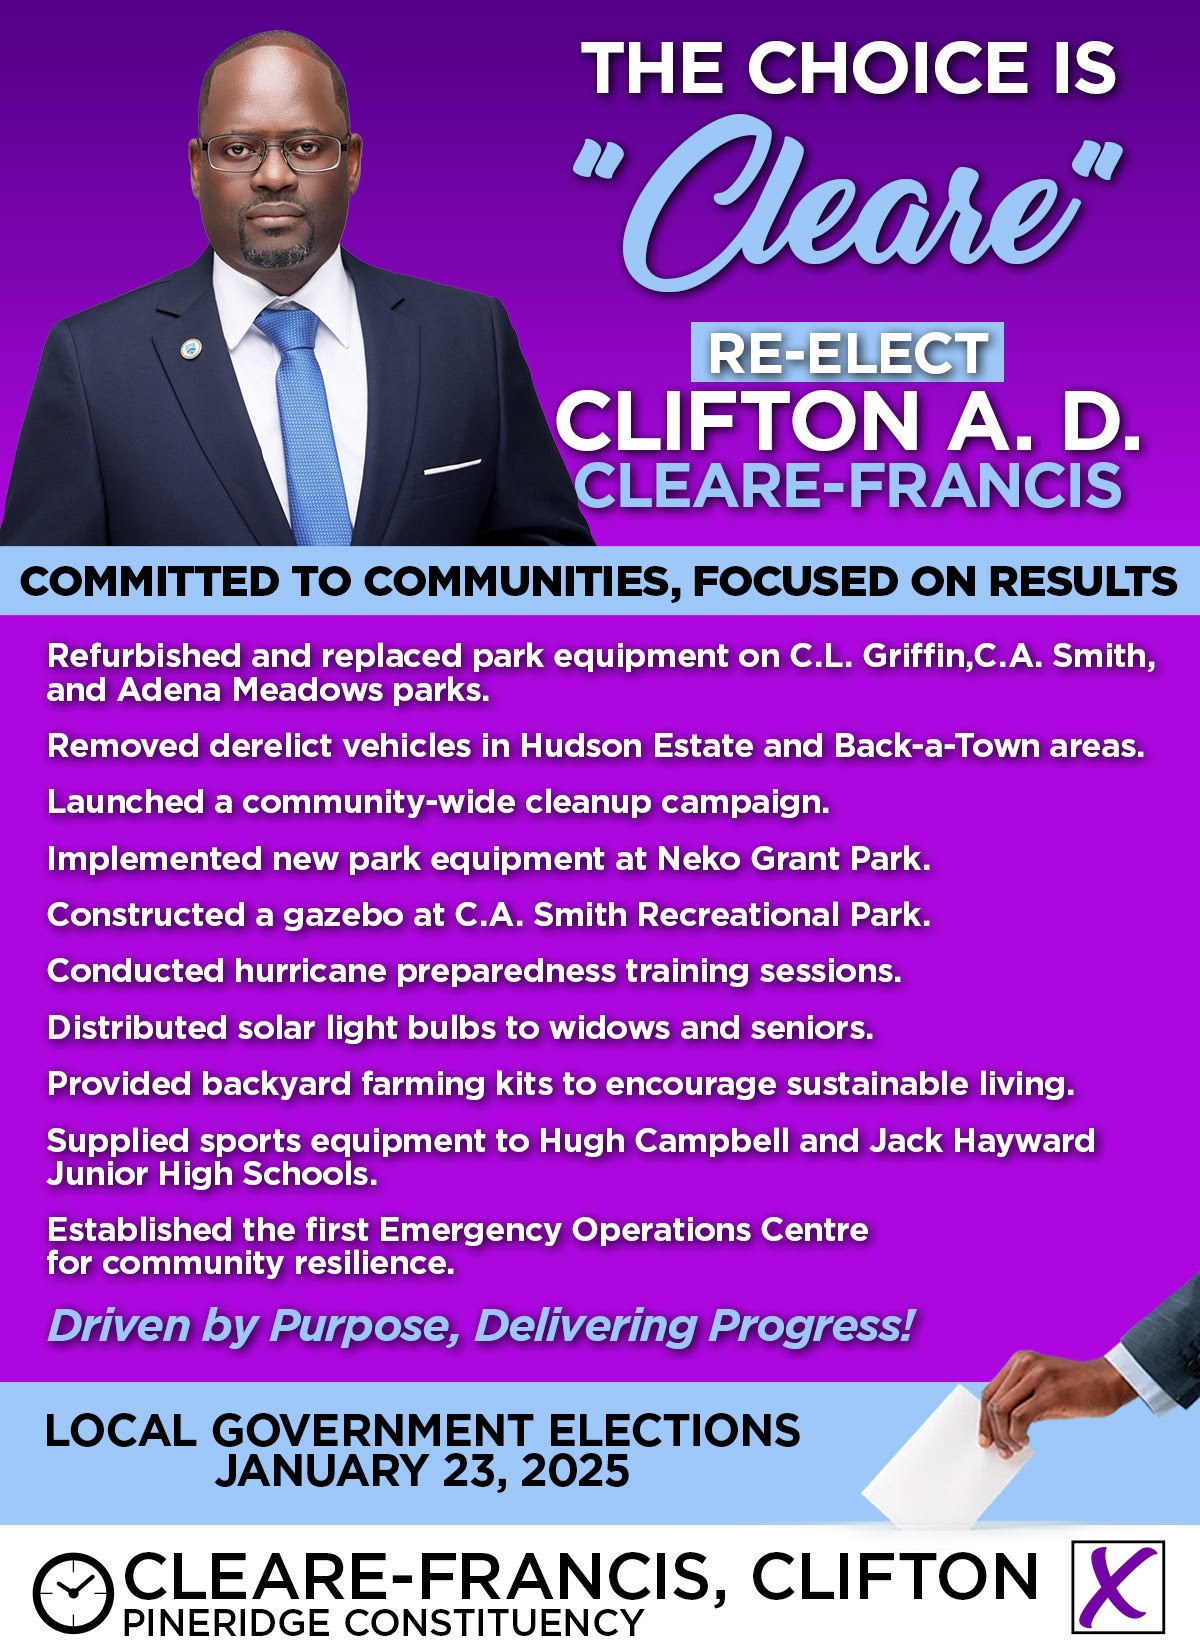 THE CHOICE IS
"Cleare"
RE-ELECT
CLIFTON A. D.
CLEARE-FRANCIS
COMMITTED TO COMMUNITIES, FOCUSED ON RESULTS
Refurbished and replaced park equipment on C.L. Griffin,C.A. Smith,
and Adena Meadows parks.
Removed derelict vehicles in Hudson Estate and Back-a-Town areas.
Launched a community-wide cleanup campaign.
Implemented new park equipment at Neko Grant Park.
Constructed a gazebo at C.A. Smith Recreational Park.
Conducted hurricane preparedness training sessions.
Distributed solar light bulbs to widows and seniors.
Provided backyard farming kits to encourage sustainable living.
Supplied sports equipment to Hugh Campbell and Jack Hayward
Junior High Schools.
Established the first Emergency Operations Centre
for community resilience.
Driven by Purpose, Delivering Progress!
LOCAL GOVERNMENT ELECTIONS
JANUARY 23, 2025
CLEARE-FRANCIS, CLIFTON X
PINERIDGE CONSTITUENCY